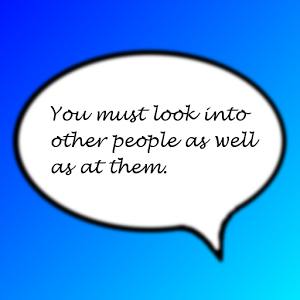 You must look into
other people as well
as at them.